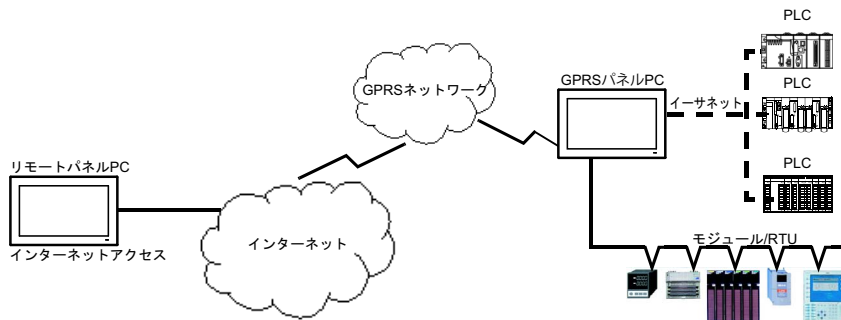 PLC
GPRSネットワーク
GPRSパネルPC
PLC
イーサネット
リモートパネルPC
PLC
インターネット
インターネットアクセス
モジュール/RTU